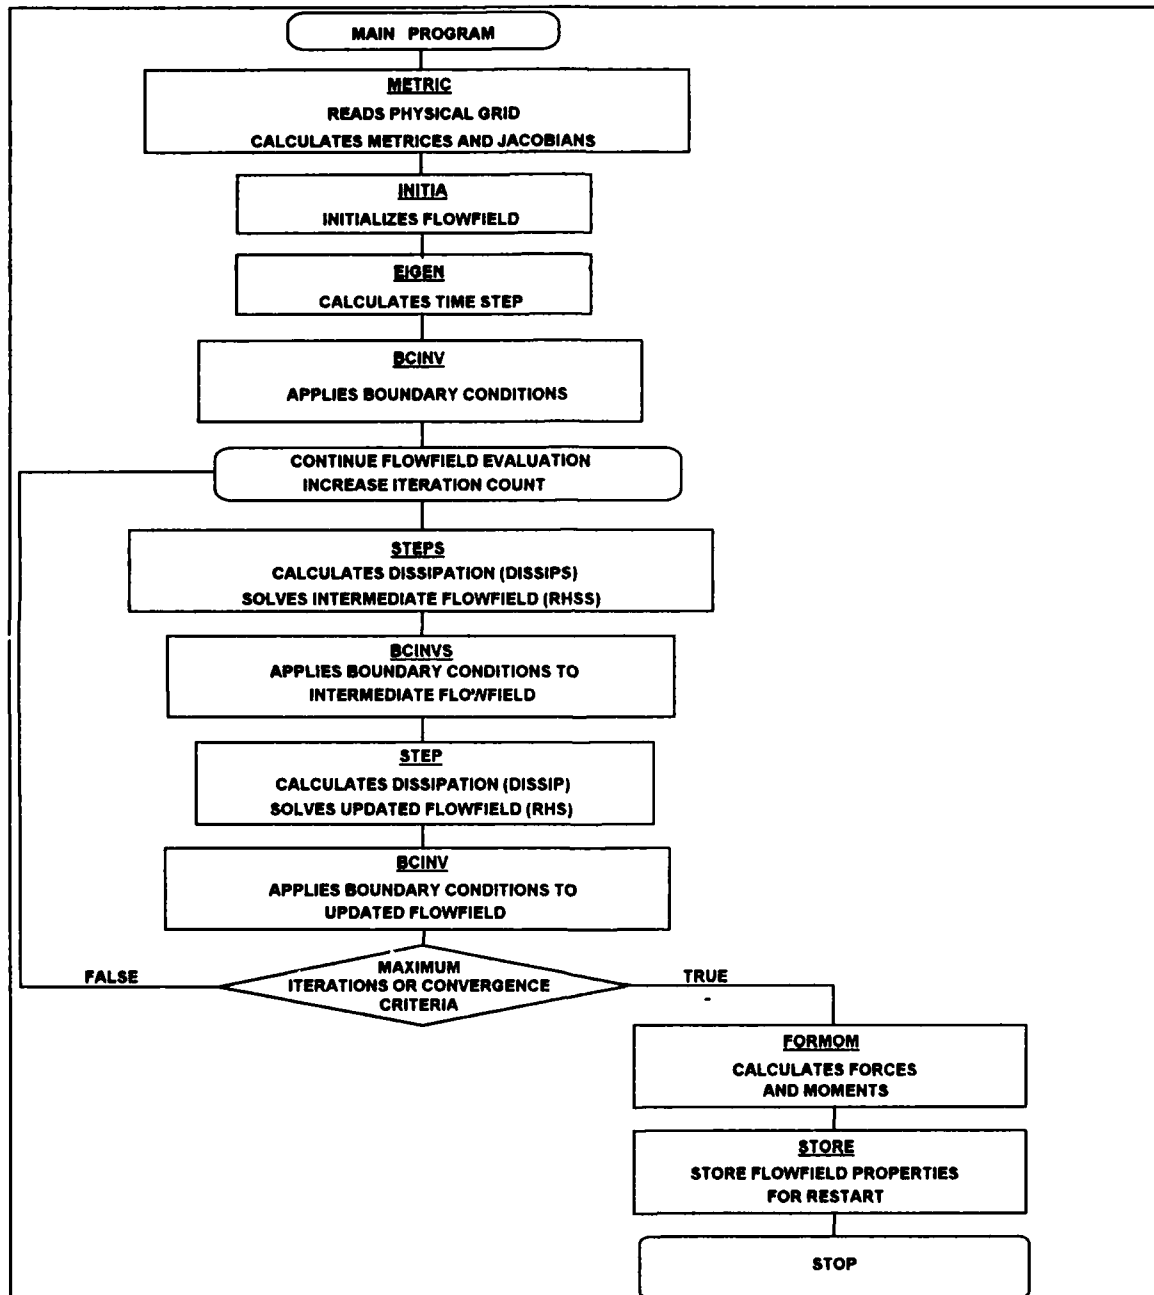 MAIN PROGRAM
METRIC
READS PHYSICAL GRID
CALCULATES METRICES AND JACOBIANS
INITIA
INITIALIZES FLOWFIELD
EIGEN
CALCULATES TIME STEP
BCINV
APPLIES BOUNDARY CONDITIONS
CONTINUE FLOWFIELD EVALUATION
INCREASE ITERATION COUNT
STEPS
CALCULATES DISSIPATION (DISSIPS)
SOLVES INTERMEDIATE FLOWFIELD (RHSS)
BCINVS
APPLIES BOUNDARY CONDITIONS TO
INTERMEDIATE FLOWFIELD
STEP
CALCULATES DISSIPATION (DISSIP)
SOLVES UPDATED FLOWFIELD (RHS)
BCINV
APPLIES BOUNDARY CONDITIONS TO
UPDATED FLOWFIELD
MAXIMUM
ITERATIONS OR CONVERGENCE
CRITERIA
FALSE
TRUE
FORMOM
CALCULATES FORCES
AND MOMENTS
STORE
STORE FLOWFIELD PROPERTIES
FOR RESTART
STOP